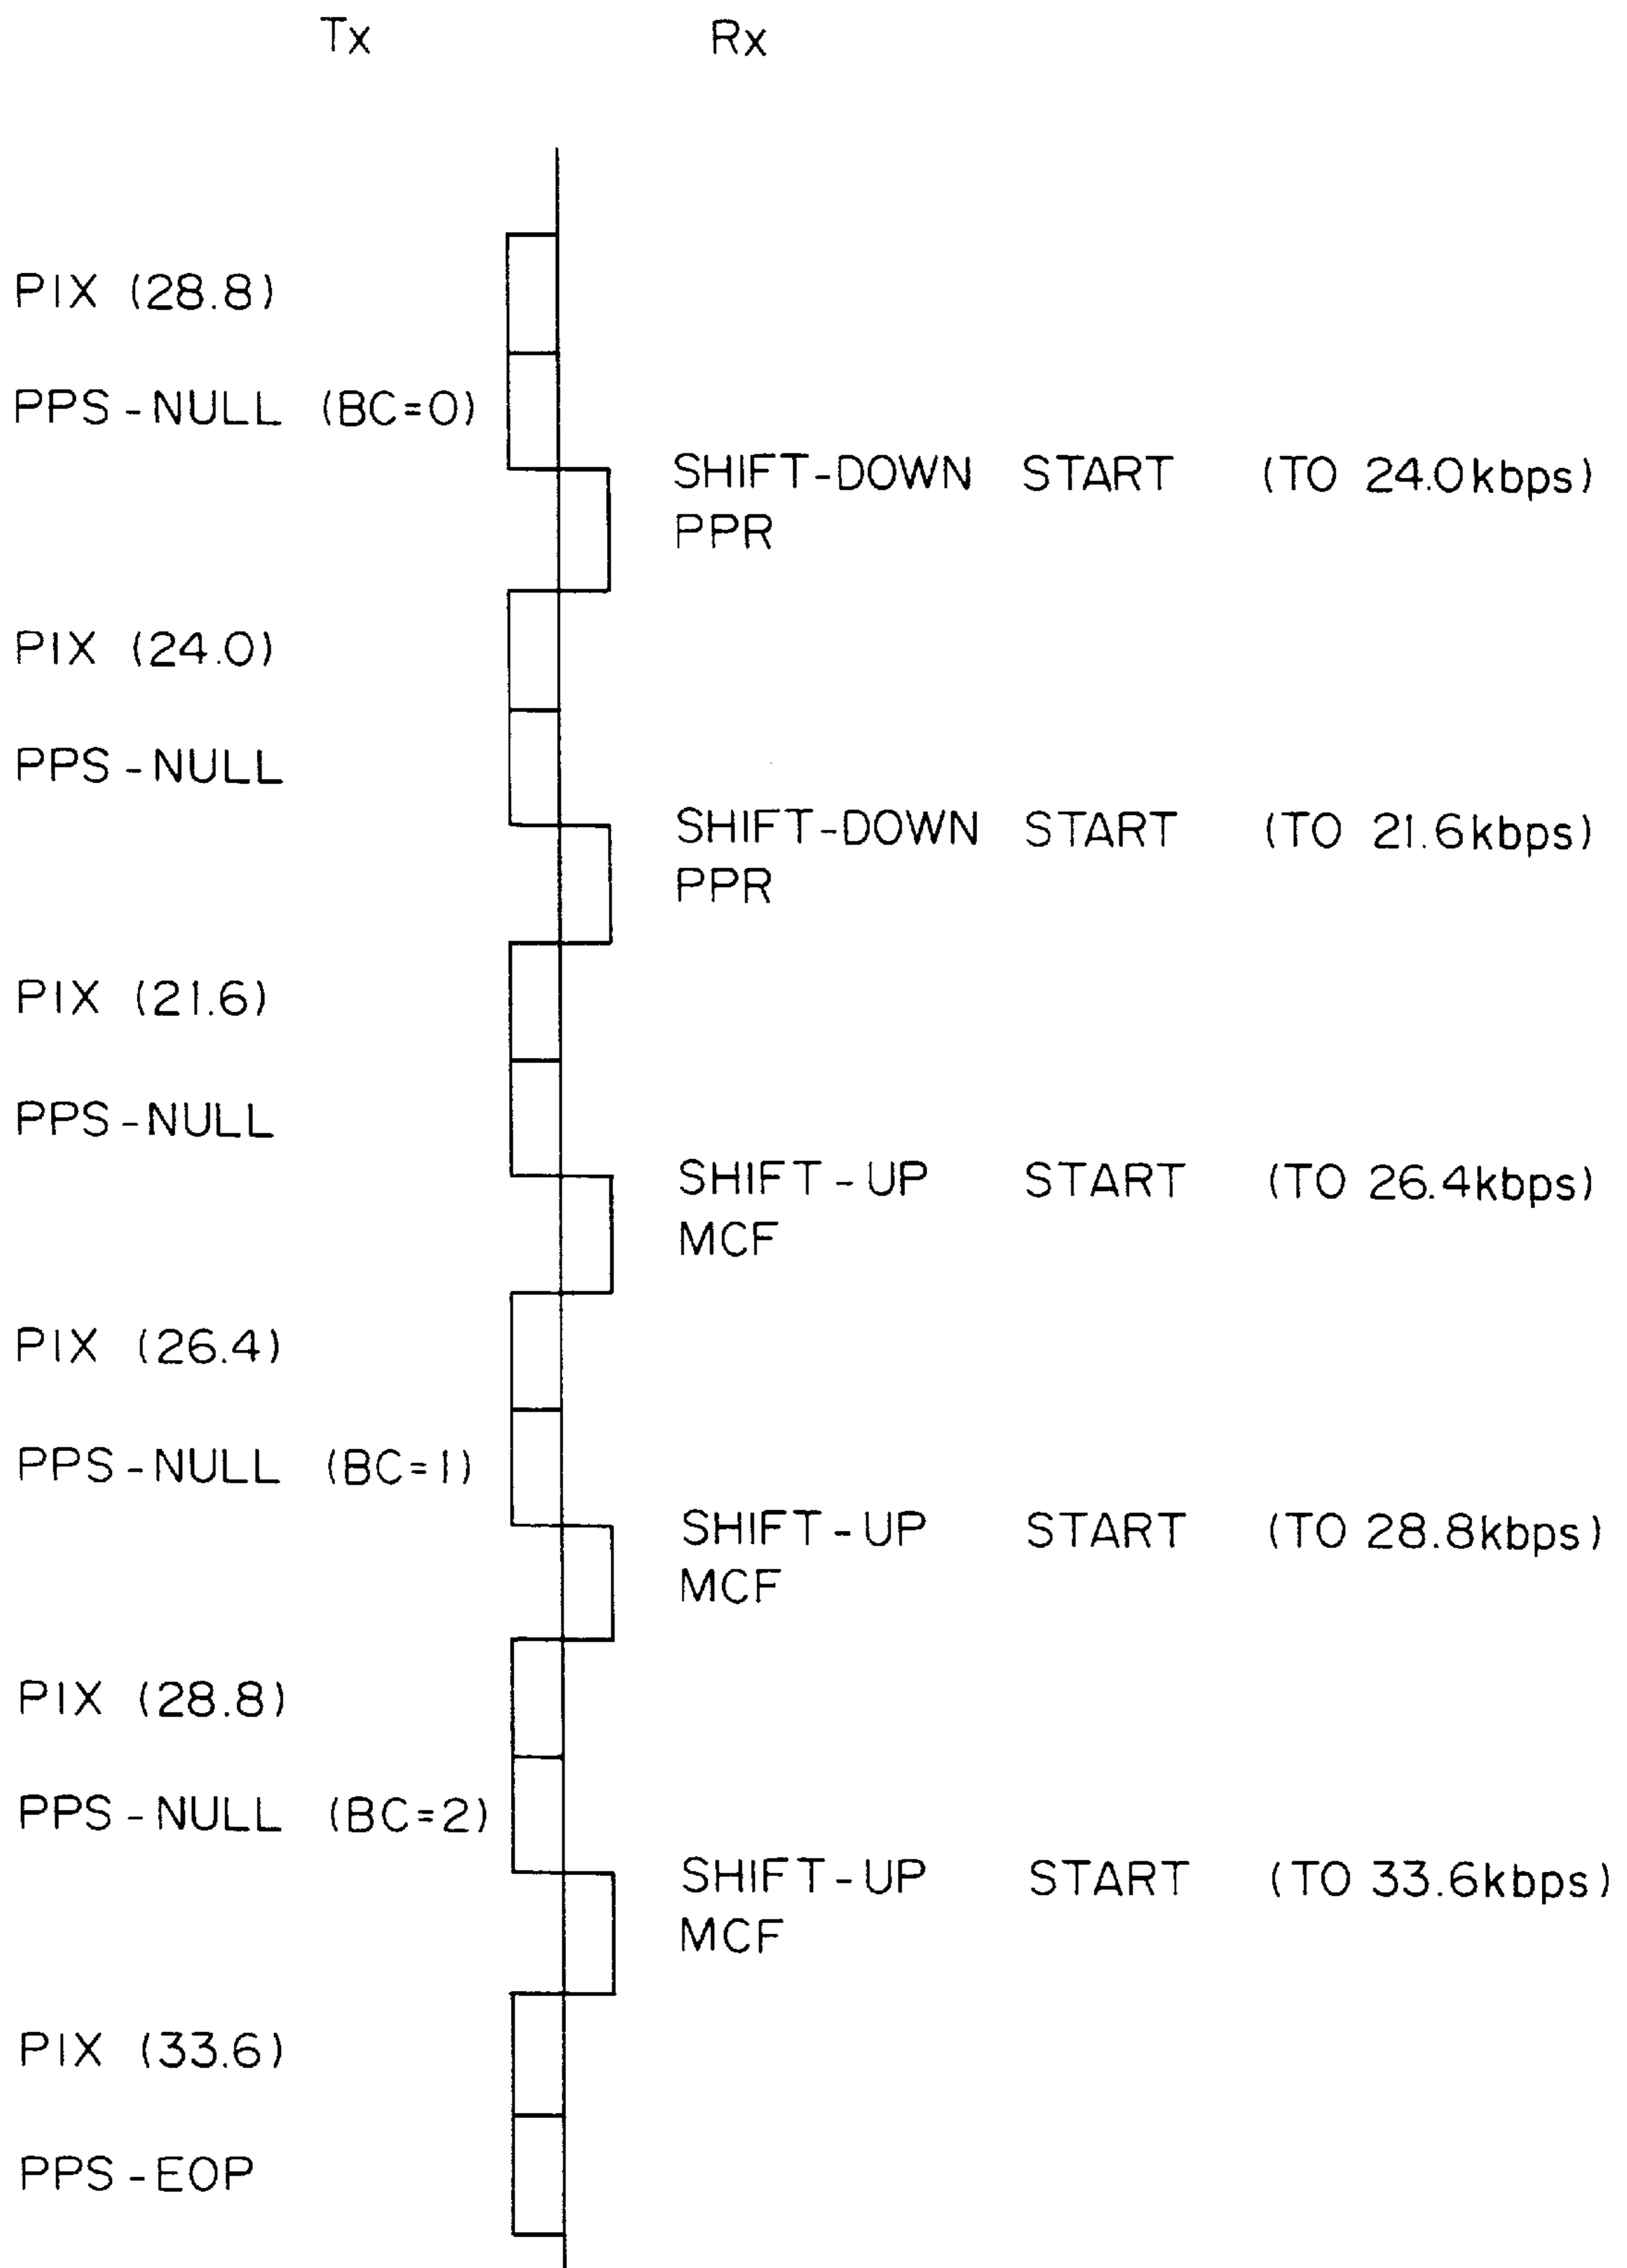 Tx Rx
PIX (28.8)
PPS-NULL (BC=0)
SHIFT-DOWN START (TO 24.0kbps)
PPR
PIX (24.0)
PPS-NULL
SHIFT-DOWN START (TO 21.6kbps)
PPR
PIX (21.6)
PPS-NULL
SHIFT-UP START (TO 26.4kbps)
MCF
PIX (26.4)
PPS-NULL (BC=1)
SHIFT-UP START (TO 28.8kbps)
MCF
PIX (28.8)
PPS-NULL (BC=2)
SHIFT-UP START (TO 33.6kbps)
MCF
PIX (33.6)
PPS-EOP